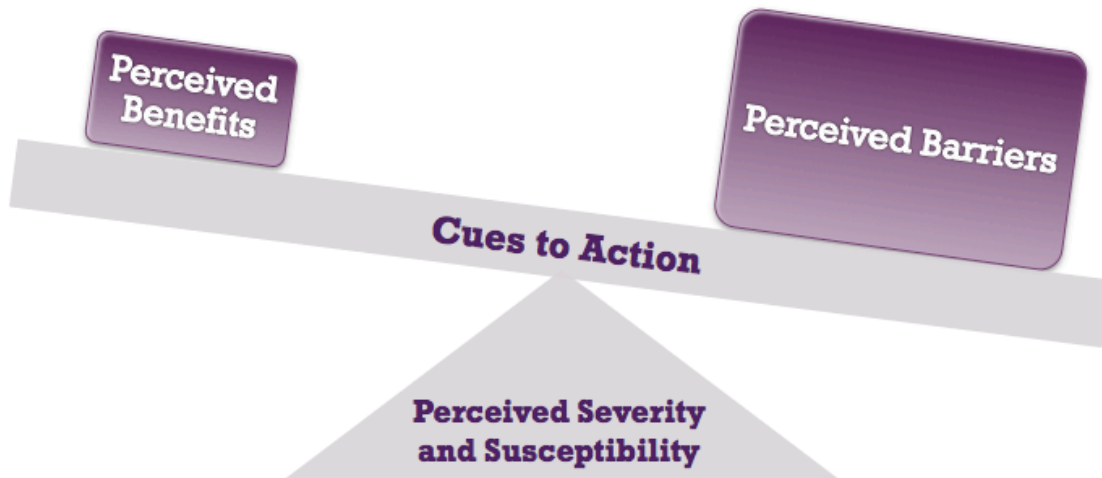 Perceived
Benefits
Perceived Barriers
Cues to Action
Perceived Severity
and Susceptibility